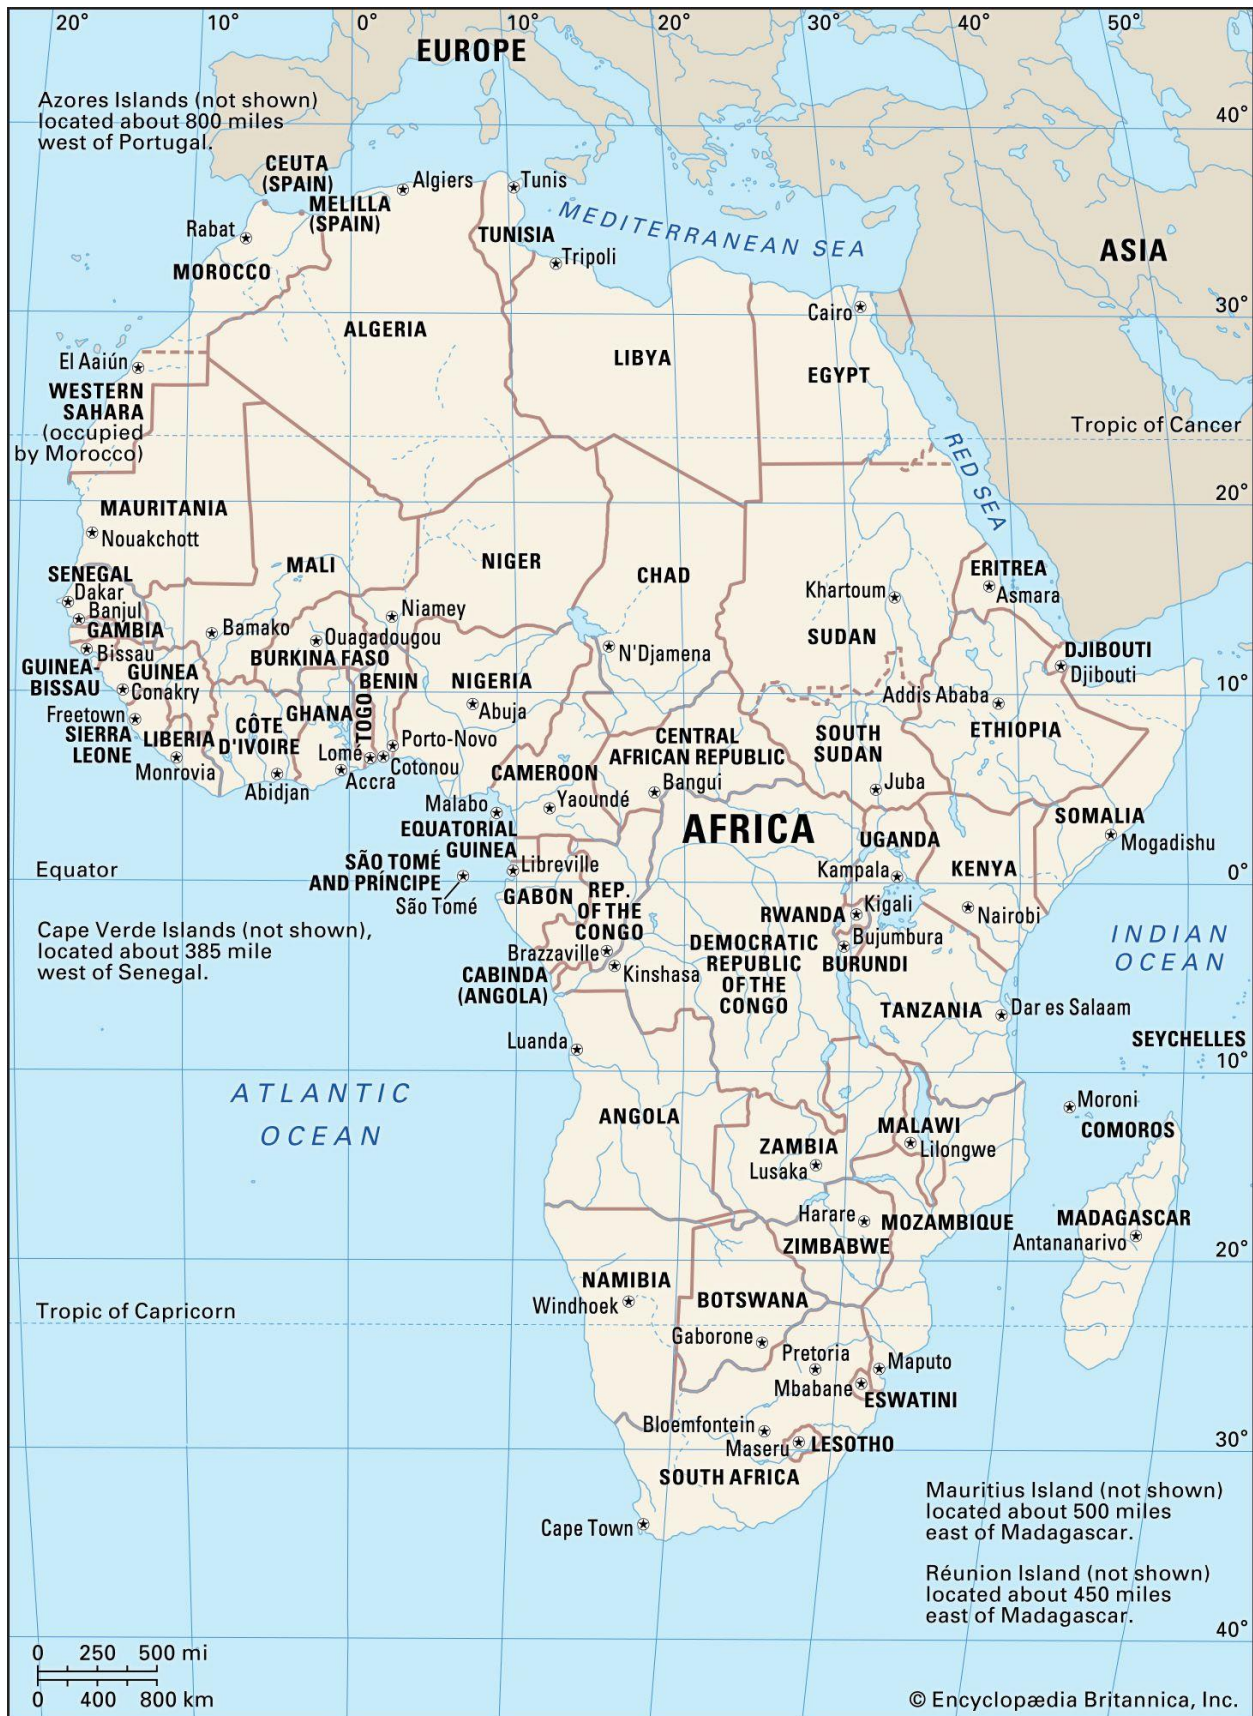 20°
10°
0°
10°
20°
30°
40°
50°
EUROPE
Azores Islands (not shown)
located about 800 miles
west of Portugal.
40°
CEUTA
(SPAIN)
Algiers
Tunis
MELILLA
(SPAIN)
MEDITERRANEAN SEA
Rabat
TUNISIA
ASIA
Tripoli
MOROCCO
30°
Cairo
ALGERIA
LIBYA
El Aaiún
EGYPT
WESTERN
SAHARA
(occupied
by Morocco)
Tropic of Cancer
RED SEA
20°
MAURITANIA
Nouakchott
MALI
NIGER
CHAD
ERITREA
SENEGAL
Dakar
Khartoum
Asmara
Banjul
Niamey
GAMBIA
Bamako
Ouagadougou
SUDAN
Bissau
N'Djamena
DJIBOUTI
BURKINA FASO
GUINEA-
BISSAU
GUINEA
Djibouti
BENIN
NIGERIA
10°
Conakry
Addis Ababa
GHANA
TOGO
Abuja
Freetown
CÔTE
D'IVOIRE
ETHIOPIA
SIERRA
LEONE
LIBERIA
CENTRAL
AFRICAN REPUBLIC
SOUTH
SUDAN
Porto-Novo
Lomé
Cotonou
Monrovia
CAMEROON
Abidjan
Accra
Bangui
Juba
Malabo
Yaoundé
SOMALIA
EQUATORIAL
GUINEA
AFRICA
UGANDA
Mogadishu
Equator
SÃO TOMÉ
AND PRÍNCIPE
Libreville
Kampala
KENYA
0°
São Tomé
GABON
REP.
OF THE
CONGO
Kigali
RWANDA
Nairobi
Cape Verde Islands (not shown),
located about 385 mile
west of Senegal.
INDIAN
OCEAN
Brazzaville
DEMOCRATIC
REPUBLIC
OF THE
CONGO
Bujumbura
BURUNDI
Kinshasa
CABINDA
(ANGOLA)
TANZANIA
Dar es Salaam
Luanda
SEYCHELLES
10°
ATLANTIC
OCEAN
Moroni
COMOROS
ANGOLA
MALAWI
ZAMBIA
Lilongwe
Lusaka
Harare
MOZAMBIQUE
MADAGASCAR
Antananarivo
ZIMBABWE
20°
NAMIBIA
Windhoek
BOTSWANA
Tropic of Capricorn
Gaborone
Pretoria
Maputo
Mbabane
ESWATINI
Bloemfontein
Maseru
LESOTHO
30°
SOUTH AFRICA
Cape Town
Mauritius Island (not shown)
located about 500 miles
east of Madagascar.
Réunion Island (not shown)
located about 450 miles
east of Madagascar.
40°
0 250 500 mi
0 400 800 km
© Encyclopædia Britannica, Inc.